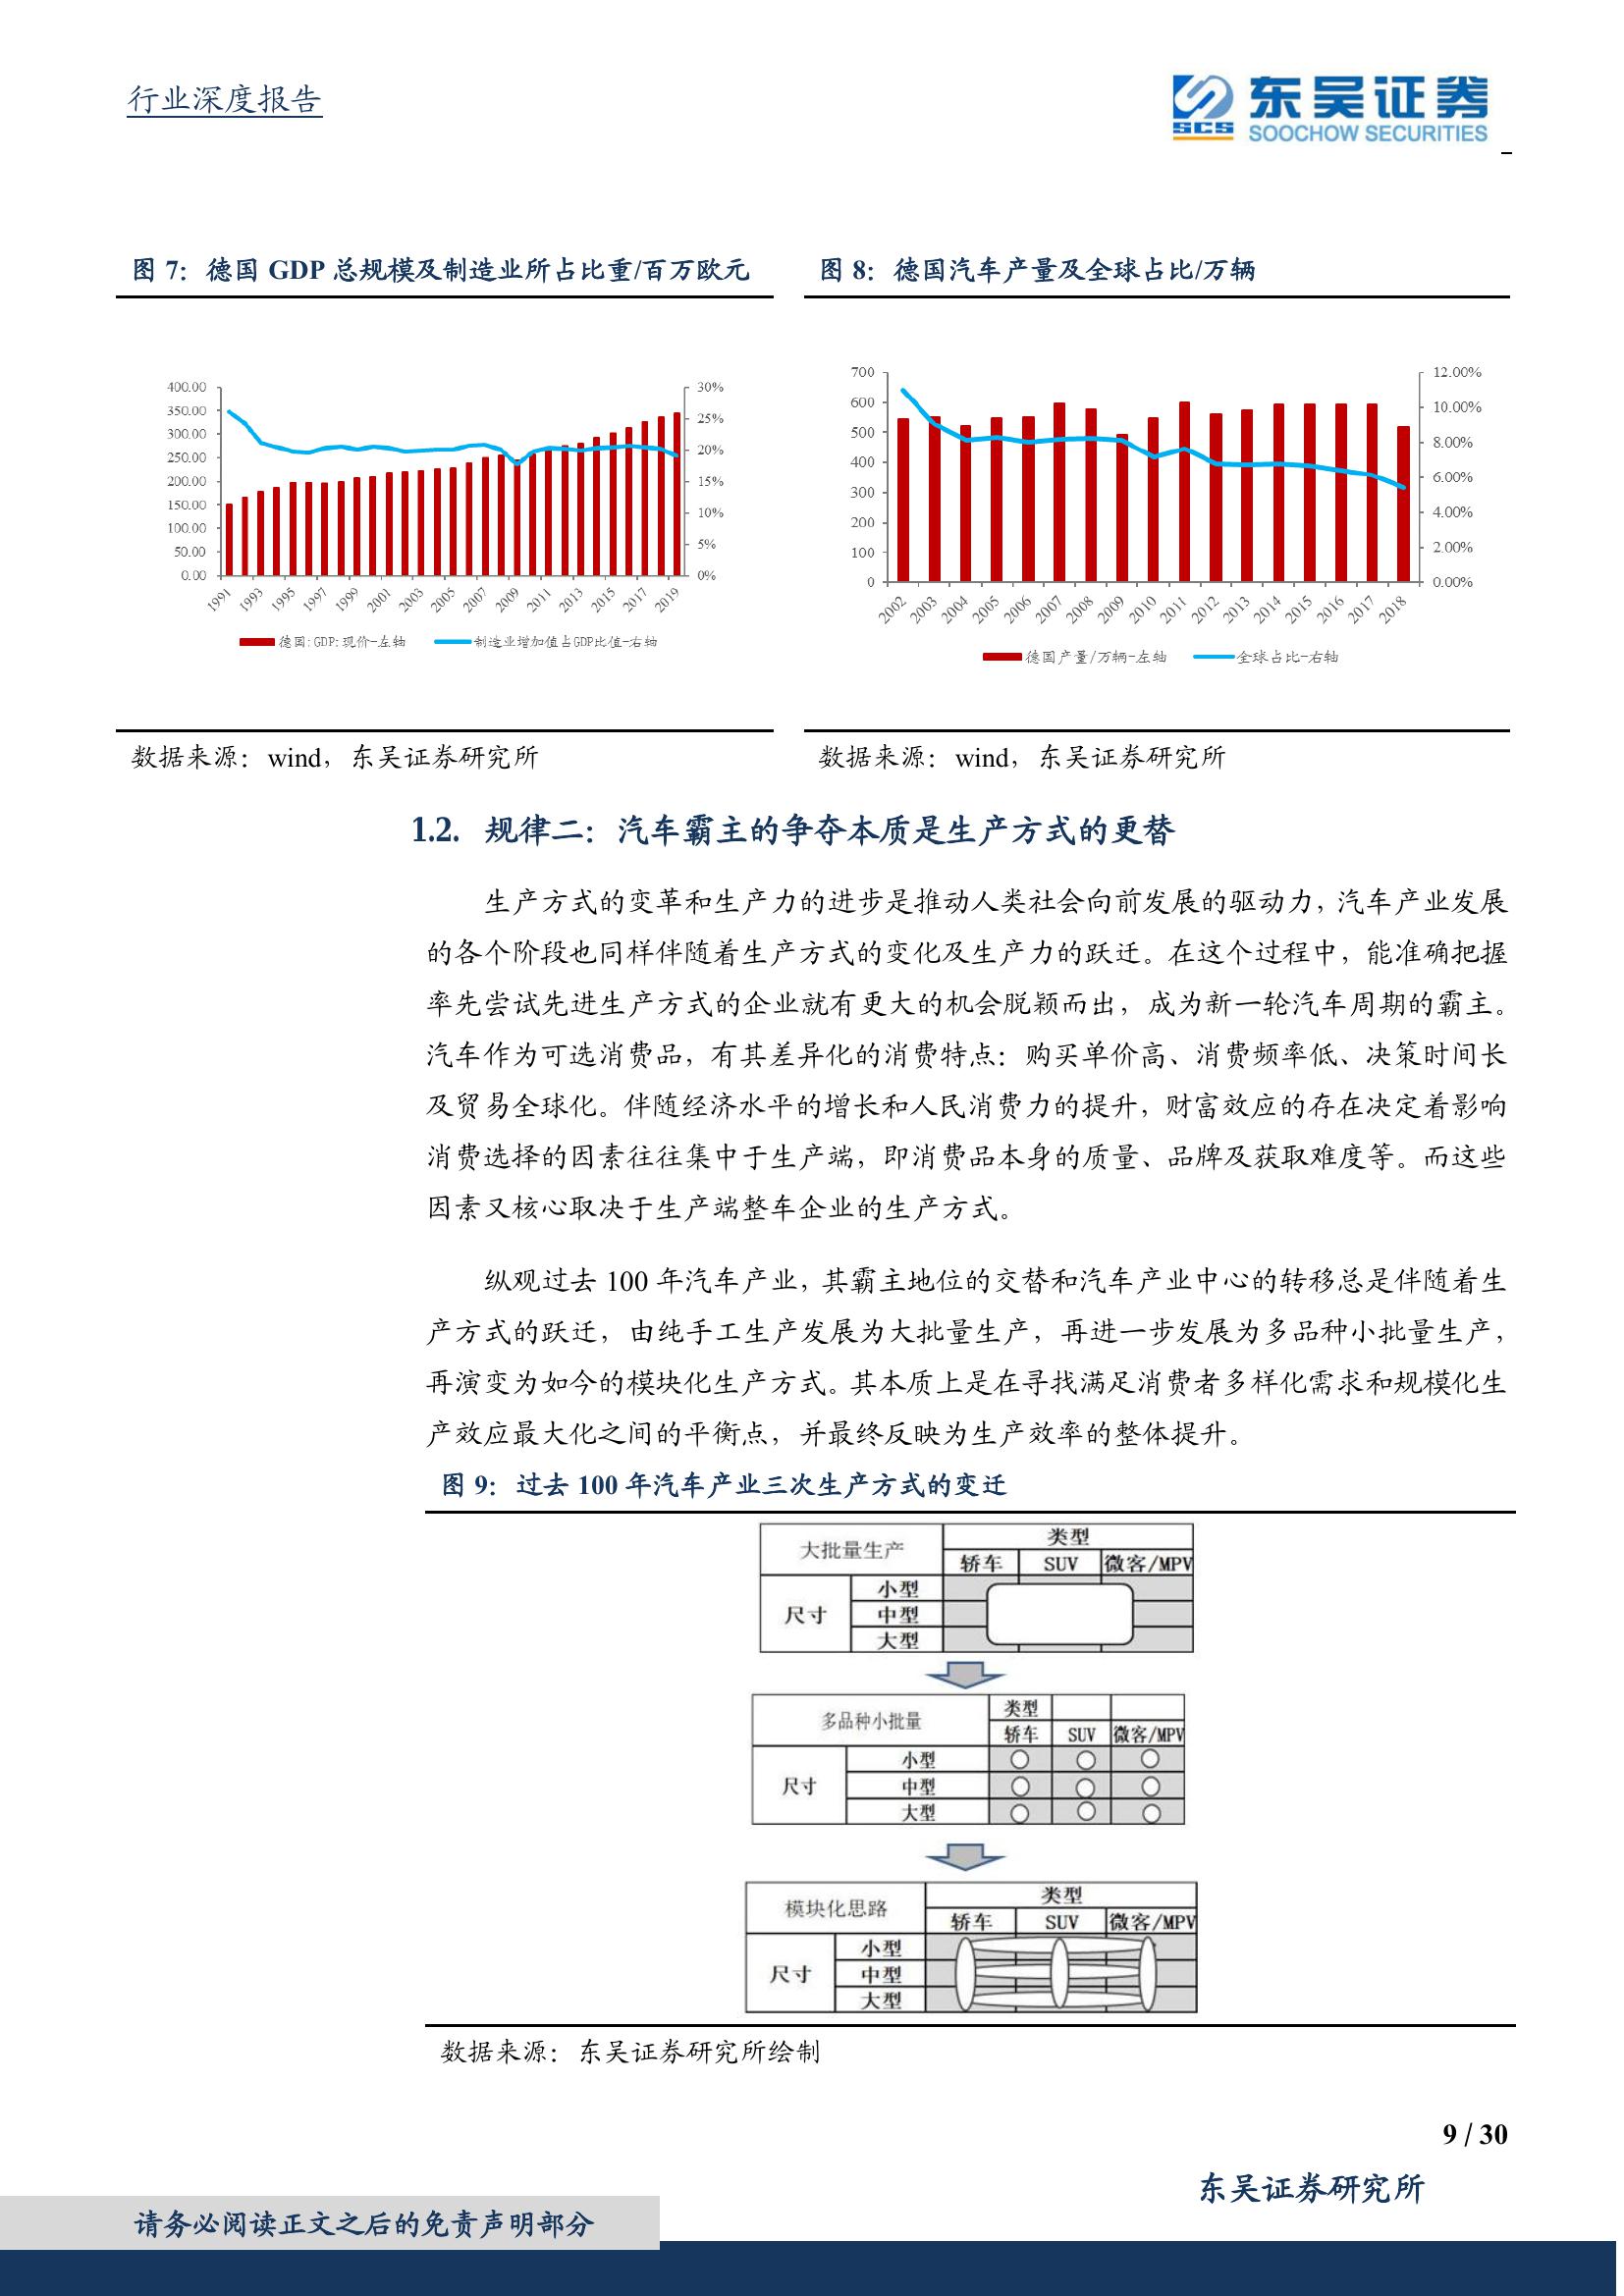 行业深度报告
东吴证券
SCS SOOCHOW SECURITIES
图 7：德国 GDP 总规模及制造业所占比重/百万欧元
400.00
350.00
300.00
250.00
200.00
150.00
100.00
50.00
0.00
30%
25%
20%
15%
10%
5%
0%
1991 1993 1995 1997 1999 2001 2003 2005 2007 2009 2011 2013 2015 2017 2019
德国:GDP:现价-左轴 制造业增加值占GDP比值-右轴
数据来源：wind，东吴证券研究所
图 8：德国汽车产量及全球占比/万辆
700
600
500
400
300
200
100
0
12.00%
10.00%
8.00%
6.00%
4.00%
2.00%
0.00%
2002 2003 2004 2005 2006 2007 2008 2009 2010 2011 2012 2013 2014 2015 2016 2017 2018
德国产量/万辆-左轴 全球占比-右轴
数据来源：wind，东吴证券研究所
1.2. 规律二：汽车霸主的争夺本质是生产方式的更替
生产方式的变革和生产力的进步是推动人类社会向前发展的驱动力，汽车产业发展
的各个阶段也同样伴随着生产方式的变化及生产力的跃迁。在这个过程中，能准确把握
率先尝试先进生产方式的企业就有更大的机会脱颖而出，成为新一轮汽车周期的霸主。
汽车作为可选消费品，有其差异化的消费特点：购买单价高、消费频率低、决策时间长
及贸易全球化。伴随经济水平的增长和人民消费力的提升，财富效应的存在决定着影响
消费选择的因素往往集中于生产端，即消费品本身的质量、品牌及获取难度等。而这些
因素又核心取决于生产端整车企业的生产方式。
纵观过去 100 年汽车产业，其霸主地位的交替和汽车产业中心的转移总是伴随着生
产方式的跃迁，由纯手工生产发展为大批量生产，再进一步发展为多品种小批量生产，
再演变为如今的模块化生产方式。其本质上是在寻找满足消费者多样化需求和规模化生
产效应最大化之间的平衡点，并最终反映为生产效率的整体提升。
图 9：过去 100 年汽车产业三次生产方式的变迁
大批量生产 类型
轿车 SUV 微客/MPV
尺寸 小型
中型
大型
多品种小批量 类型
轿车 SUV 微客/MPV
尺寸 小型
中型
大型
模块化思路 类型
轿车 SUV 微客/MPV
尺寸 小型
中型
大型
数据来源：东吴证券研究所绘制
9 / 30
东吴证券研究所
请务必阅读正文之后的免责声明部分